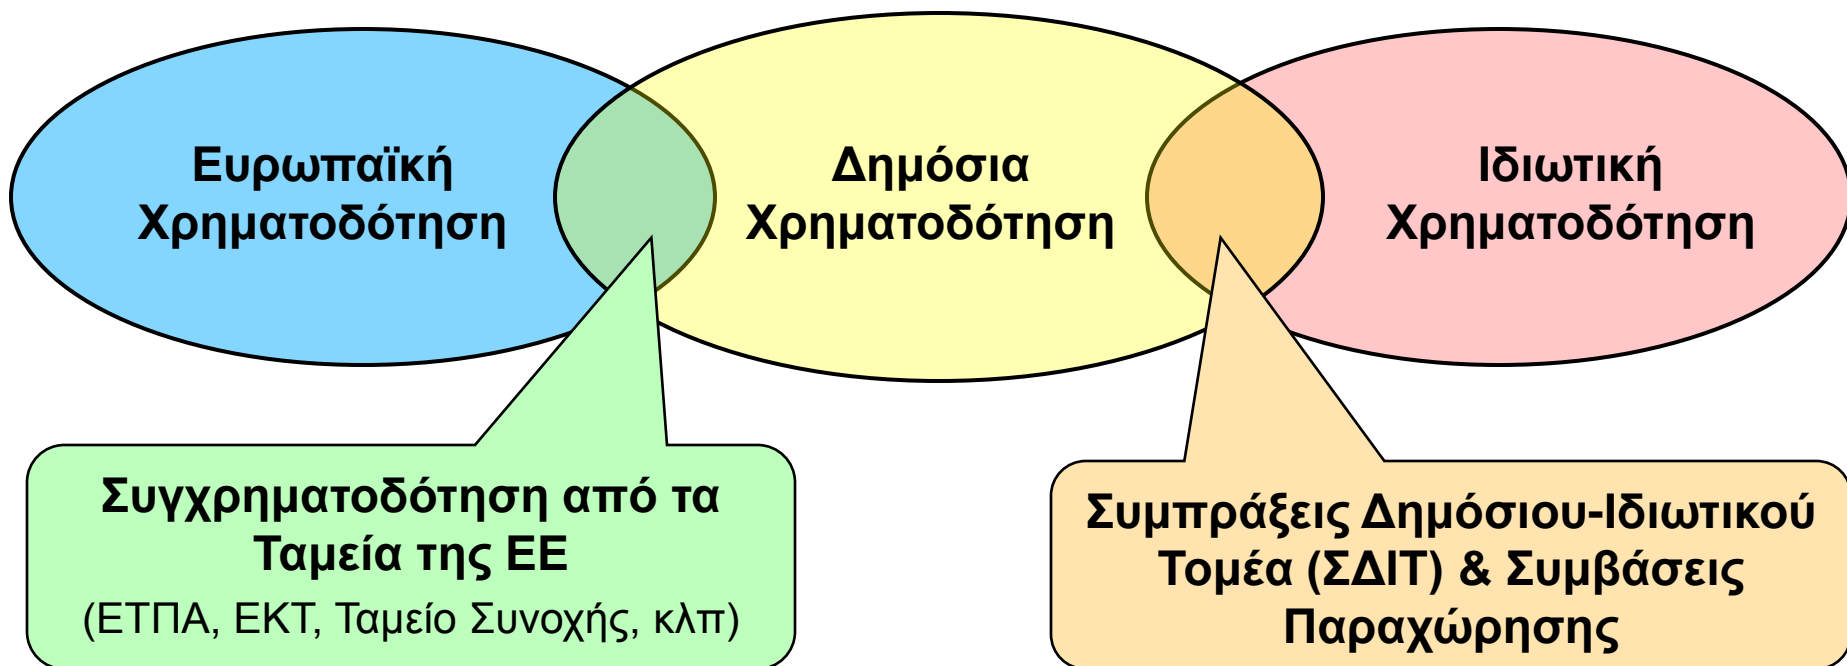 Ευρωπαϊκή
Χρηματοδότηση
Δημόσια
Χρηματοδότηση
Ιδιωτική
Χρηματοδότηση
Συγχρηματοδότηση από τα
Ταμεία της ΕΕ
(ΕΤΠΑ, ΕΚΤ, Ταμείο Συνοχής, κλπ)
Συμπράξεις Δημόσιου-Ιδιωτικού
Τομέα (ΣΔΙΤ) & Συμβάσεις
Παραχώρησης